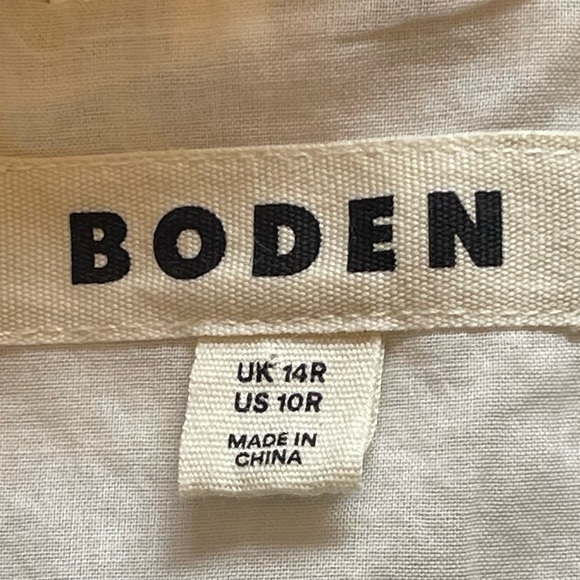 BODEN
UK 14R
US 10R
MADE IN
CHINA